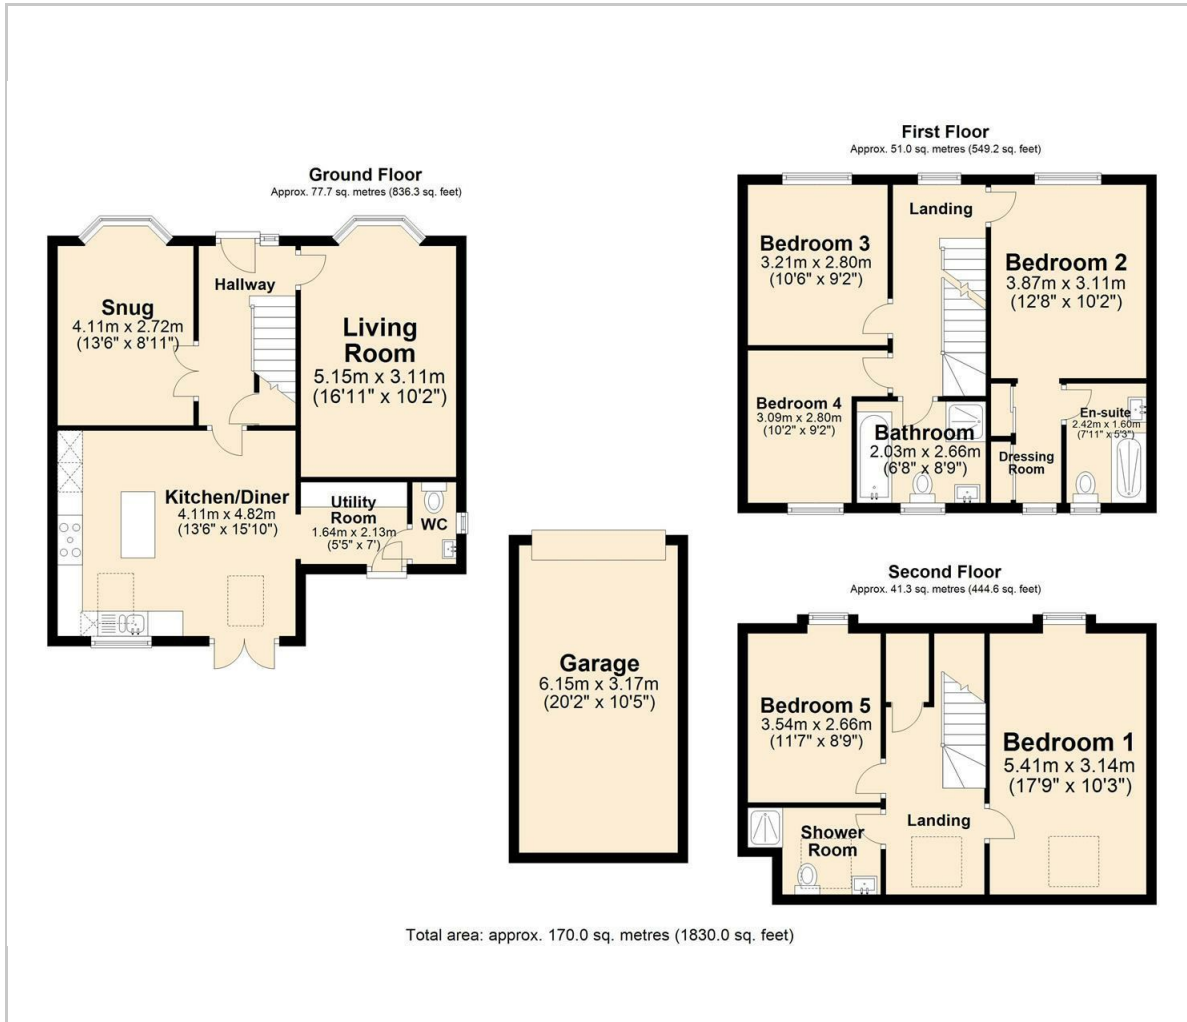 Ground Floor
Approx. 77.7 sq. metres (836.3 sq. feet)
Snug
4.11m x 2.72m
(13'6" x 8'11")
Hallway
Living
Room
5.15m x 3.11m
(16'11" x 10'2")
Kitchen/Diner
4.11m x 4.82m
(13'6" x 15'10")
Utility
Room
1.64m x 2.13m
(5'5" x 7')
WC
Garage
6.15m x 3.17m
(20'2" x 10'5")
First Floor
Approx. 51.0 sq. metres (549.2 sq. feet)
Bedroom 3
3.21m x 2.80m
(10'6" x 9'2")
Landing
Bedroom 2
3.87m x 3.11m
(12'8" x 10'2")
Bedroom 4
3.09m x 2.80m
(10'2" x 9'2")
Bathroom
2.03m x 2.66m
(6'8" x 8'9")
Dressing
Room
En-suite
2.42m x 1.60m
(7'11" x 5'3")
Second Floor
Approx. 41.3 sq. metres (444.6 sq. feet)
Bedroom 5
3.54m x 2.66m
(11'7" x 8'9")
Bedroom 1
5.41m x 3.14m
(17'9" x 10'3")
Shower
Room
Landing
Total area: approx. 170.0 sq. metres (1830.0 sq. feet)